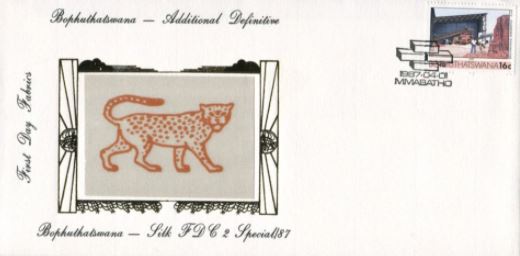 Bophuthatswana — Additional Definitive
First Day Fabrics
BOPHUTHATSWANA 16c
1987-04-01
MMABATHO
Bophuthatswana — Silk FDC 2 Special/87